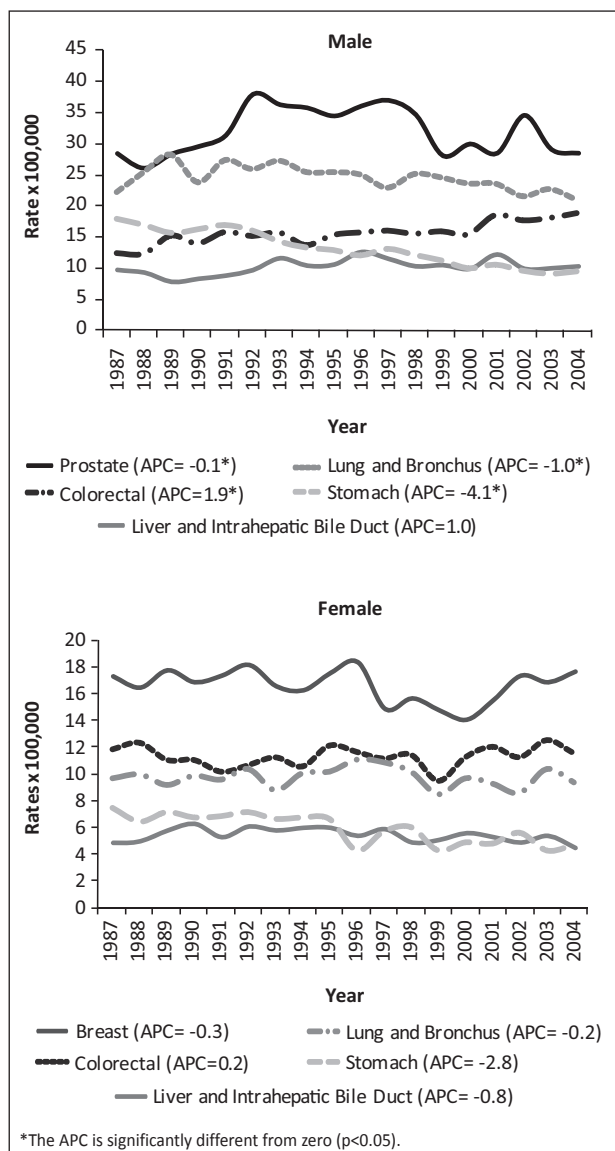 Male
Rate x 100,000
45
40
35
30
25
20
15
10
5
0
1987 1988 1989 1990 1991 1992 1993 1994 1995 1996 1997 1998 1999 2000 2001 2002 2003 2004
Year
Prostate (APC= -0.1*) Lung and Bronchus (APC= -1.0*)
Colorectal (APC=1.9*) Stomach (APC= -4.1*)
Liver and Intrahepatic Bile Duct (APC=1.0)
Female
Rates x 100,000
20
18
16
14
12
10
8
6
4
2
0
1987 1988 1989 1990 1991 1992 1993 1994 1995 1996 1997 1998 1999 2000 2001 2002 2003 2004
Year
Breast (APC= -0.3) Lung and Bronchus (APC= -0.2)
Colorectal (APC=0.2) Stomach (APC= -2.8)
Liver and Intrahepatic Bile Duct (APC= -0.8)
*The APC is significantly different from zero (p<0.05).